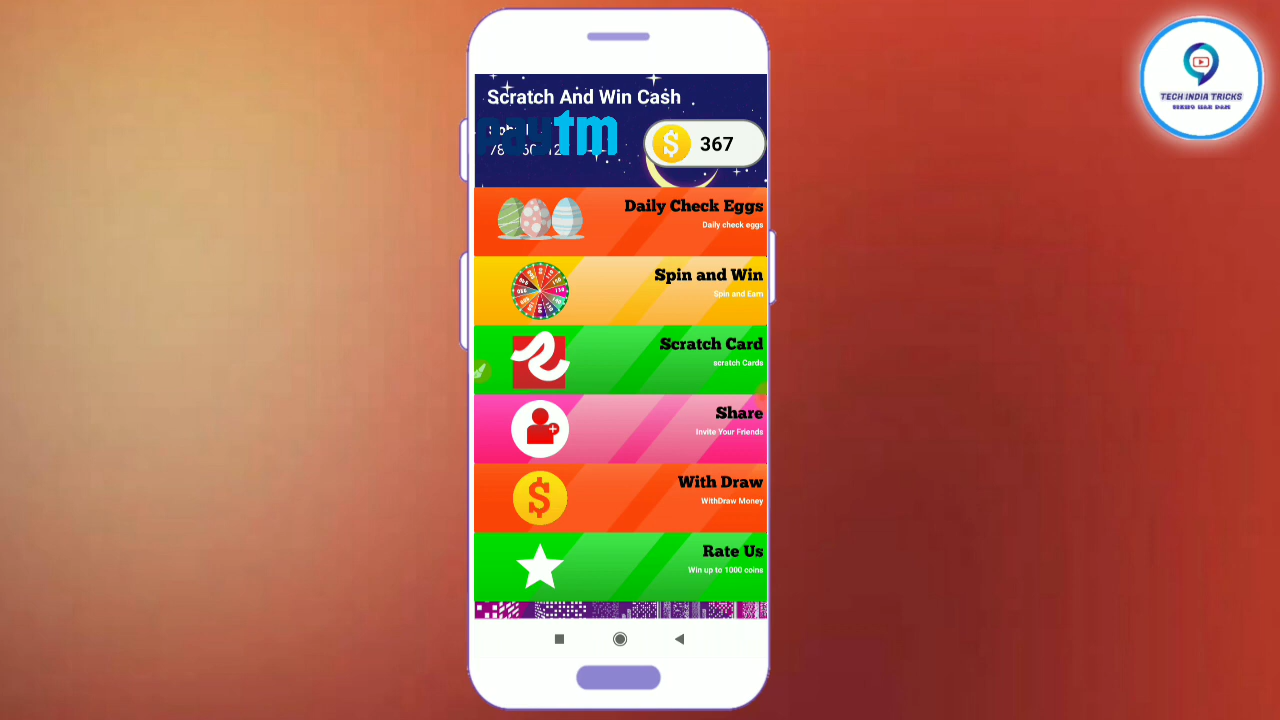 Scratch And Win Cash
paytm
367
Daily Check Eggs
Daily check eggs
Spin and Win
Spin and Earn
Scratch Card
scratch Cards
Share
Invite Your Friends
With Draw
WithDraw Money
Rate Us
Win up to 1000 coins
TECH INDIA TRICKS